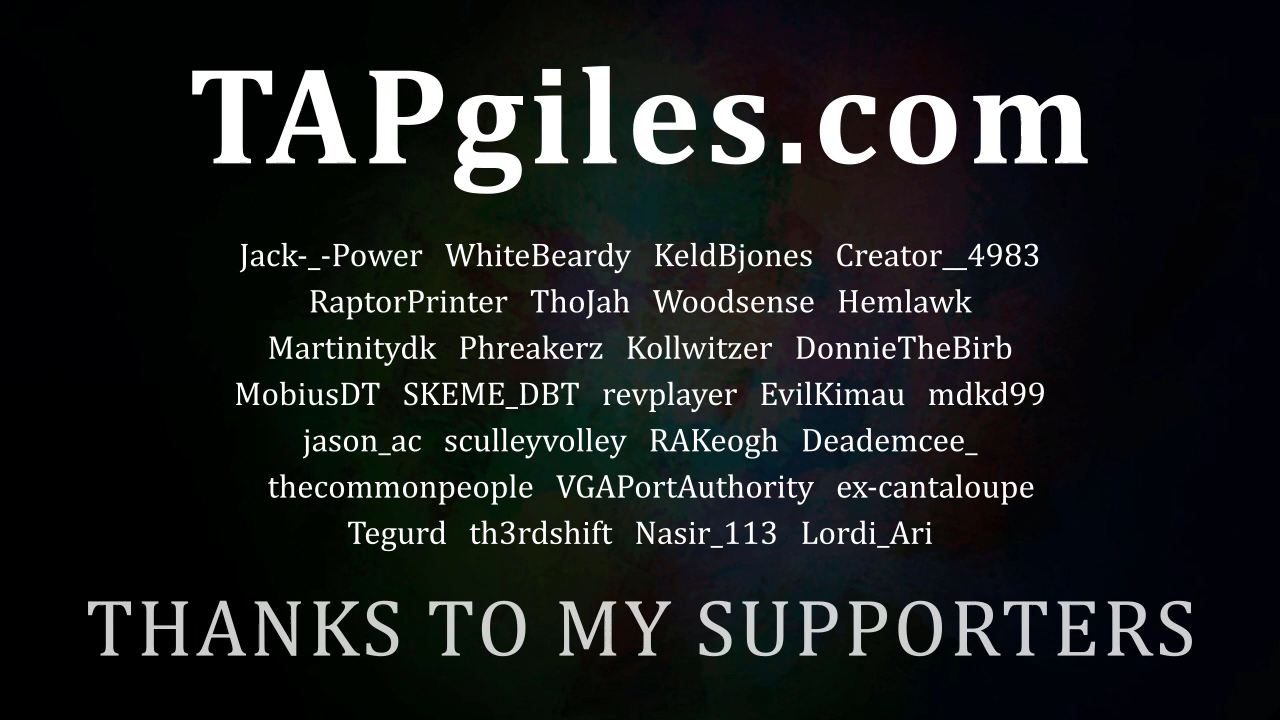 TAPgiles.com
Jack-_-Power WhiteBeardy KeldBjones Creator__4983
RaptorPrinter ThoJah Woodsense Hemlawk
Martinitydk Phreakerz Kollwitzer DonnieTheBirb
MobiusDT SKEME_DBT revplayer EvilKimau mdkd99
jason_ac sculleyvolley RAKeogh Deademcee_
thecommonpeople VGAPortAuthority ex-cantaloupe
Tegurd th3rdshift Nasir_113 Lordi_Ari
THANKS TO MY SUPPORTERS